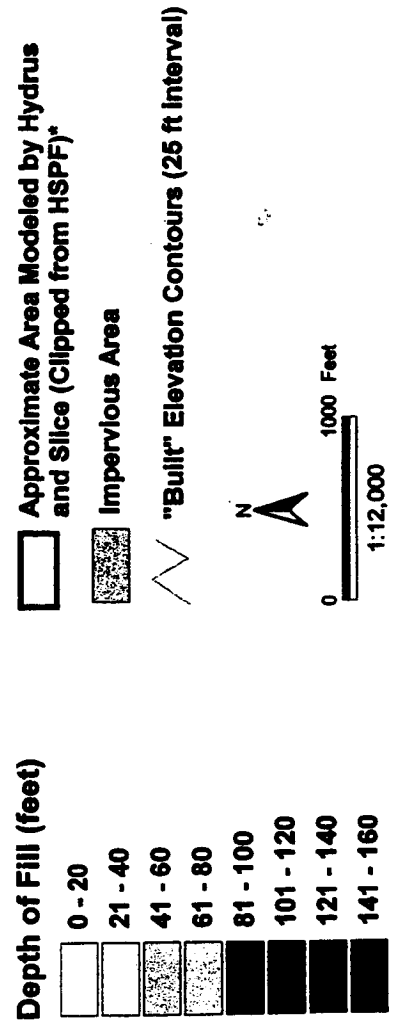 Depth of Fill (feet)
0 - 20
21 - 40
41 - 60
61 - 80
81 - 100
101 - 120
121 - 140
141 - 160
Approximate Area Modeled by Hydrus
and Slice (Clipped from HSPF)*
Impervious Area
"Built" Elevation Contours (25 ft Interval)
N
0 1000 Feet
1:12,000